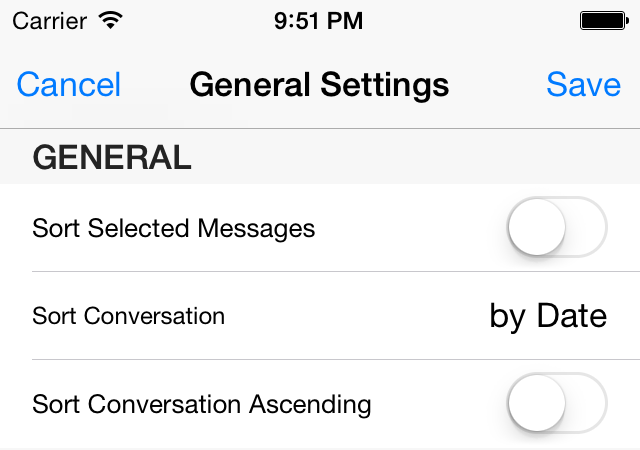 Carrier 9:51 PM
Cancel General Settings Save
GENERAL
Sort Selected Messages
Sort Conversation by Date
Sort Conversation Ascending